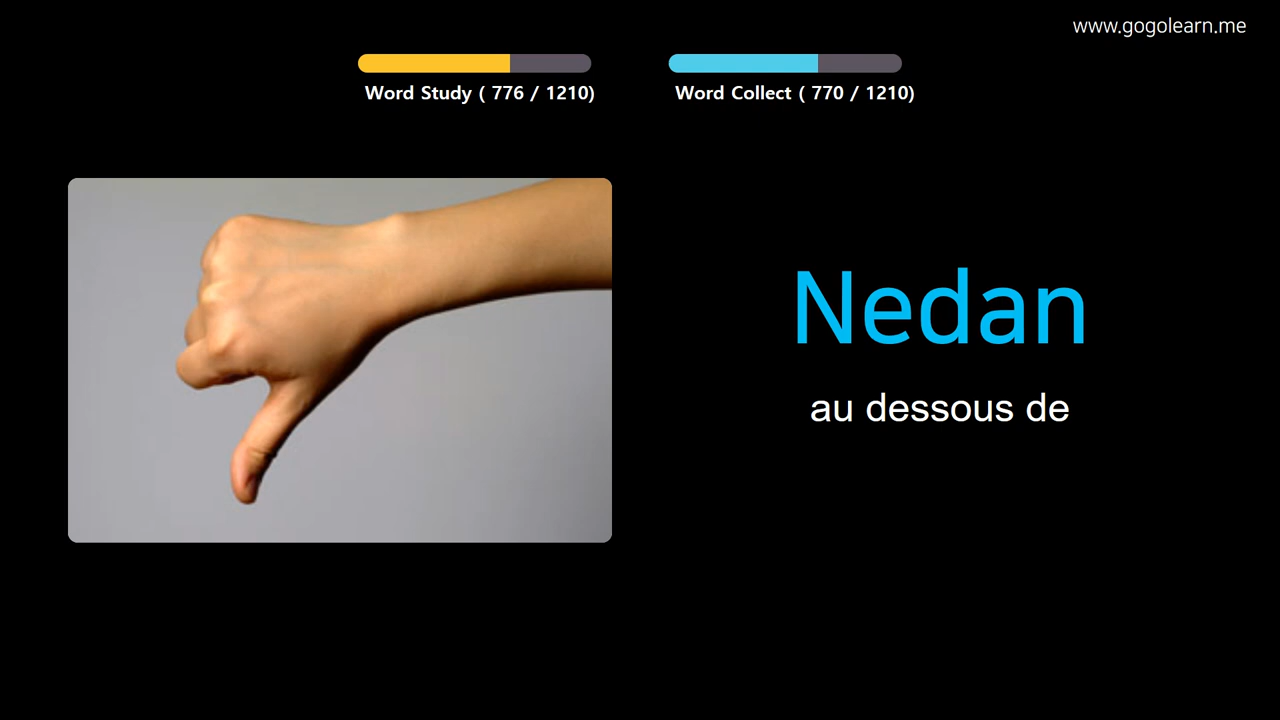 www.gogolearn.me
Word Study ( 776 / 1210)
Word Collect ( 770 / 1210)
Nedan
au dessous de